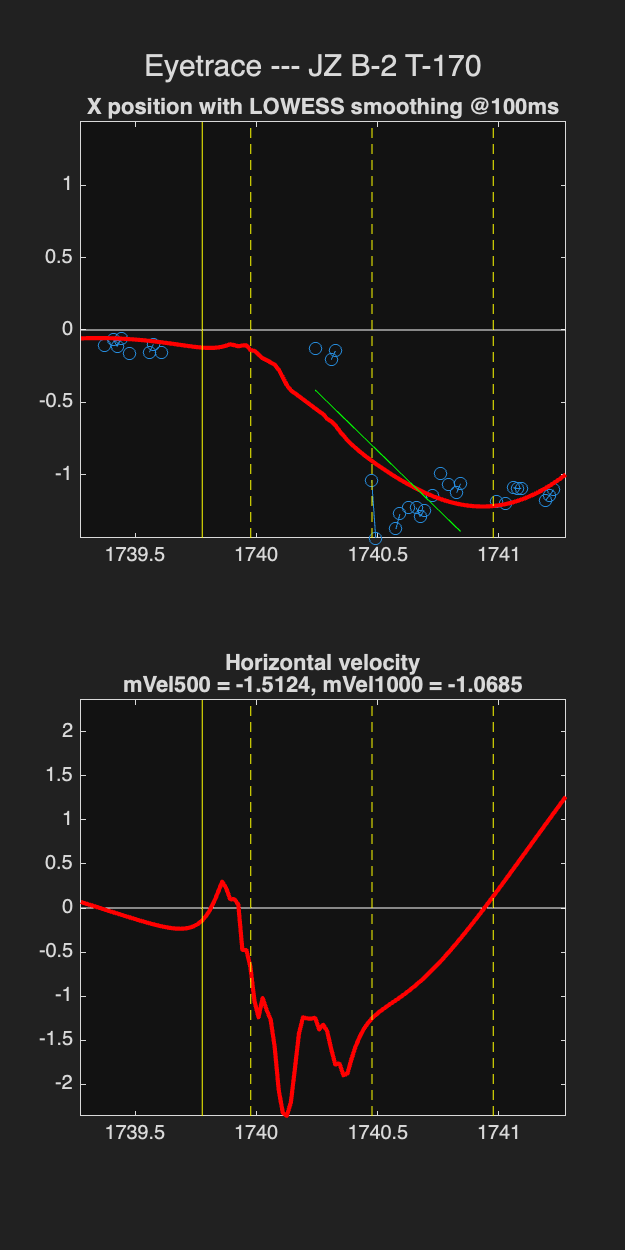 Eyetrace --- JZ B-2 T-170
X position with LOWESS smoothing @100ms
1
0.5
0
-0.5
-1
1739.5 1740 1740.5 1741
Horizontal velocity
mVel500 = -1.5124, mVel1000 = -1.0685
2
1.5
1
0.5
0
-0.5
-1
-1.5
-2
1739.5 1740 1740.5 1741